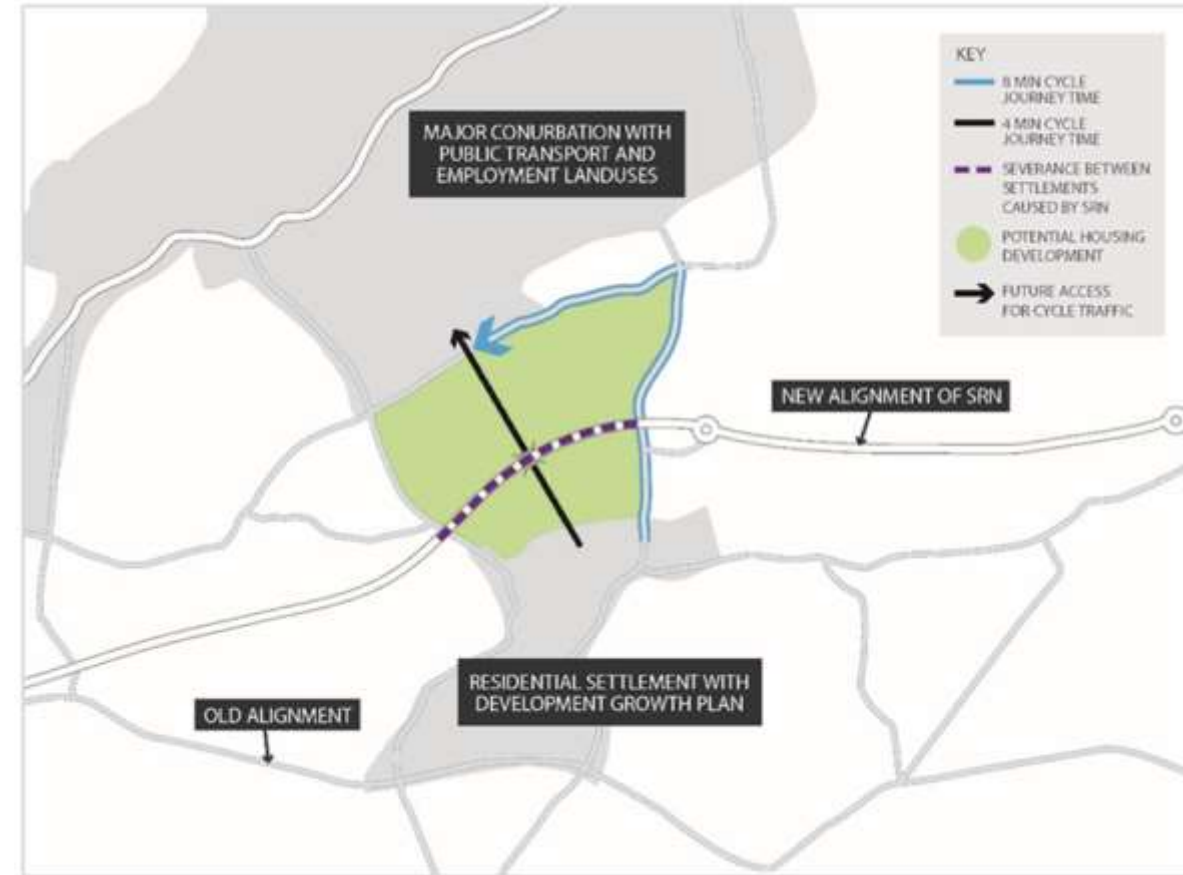 MAJOR CONURBATION WITH
PUBLIC TRANSPORT AND
EMPLOYMENT LANDUSES
KEY
8 MIN CYCLE
JOURNEY TIME
4 MIN CYCLE
JOURNEY TIME
SEVERANCE BETWEEN
SETTLEMENTS
CAUSED BY SRN
POTENTIAL HOUSING
DEVELOPMENT
FUTURE ACCESS
FOR CYCLE TRAFFIC
NEW ALIGNMENT OF SRN
RESIDENTIAL SETTLEMENT WITH
DEVELOPMENT GROWTH PLAN
OLD ALIGNMENT